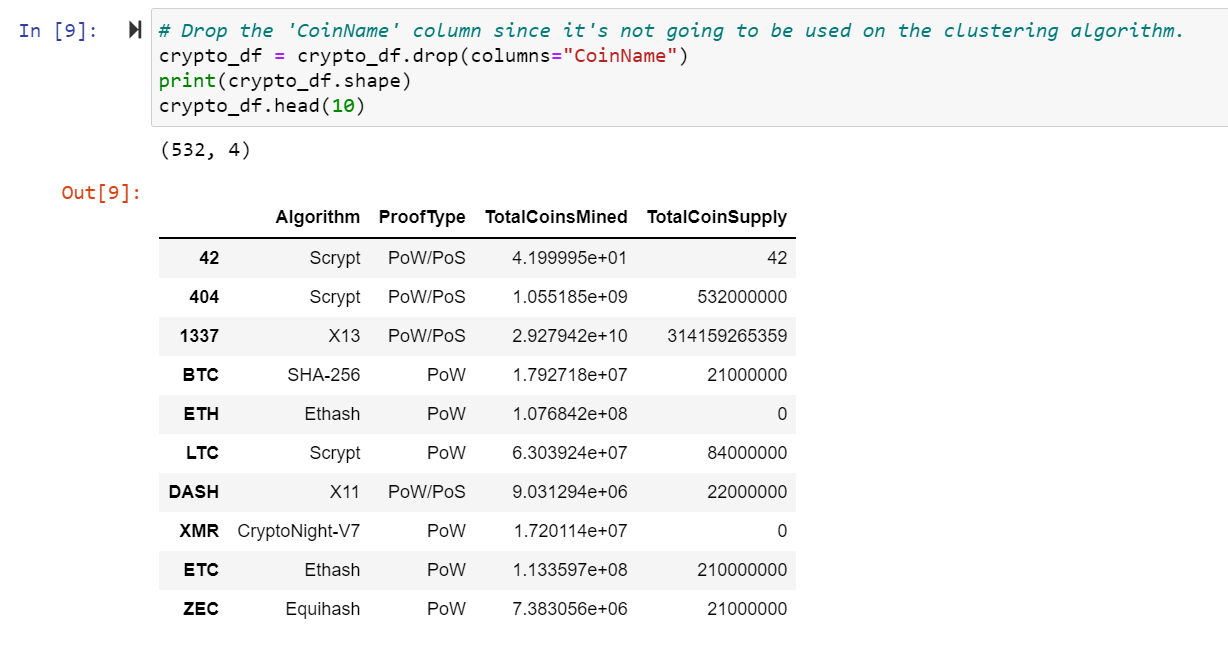 In [9]:
# Drop the 'CoinName' column since it's not going to be used on the clustering algorithm.
crypto_df = crypto_df.drop(columns="CoinName")
print(crypto_df.shape)
crypto_df.head(10)
(532, 4)
Out[9]:
Algorithm ProofType TotalCoinsMined TotalCoinSupply
42 Scrypt PoW/PoS 4.199995e+01 42
404 Scrypt PoW/PoS 1.055185e+09 532000000
1337 X13 PoW/PoS 2.927942e+10 314159265359
BTC SHA-256 PoW 1.792718e+07 21000000
ETH Ethash PoW 1.076842e+08 0
LTC Scrypt PoW 6.303924e+07 84000000
DASH X11 PoW/PoS 9.031294e+06 22000000
XMR CryptoNight-V7 PoW 1.720114e+07 0
ETC Ethash PoW 1.133597e+08 210000000
ZEC Equihash PoW 7.383056e+06 21000000